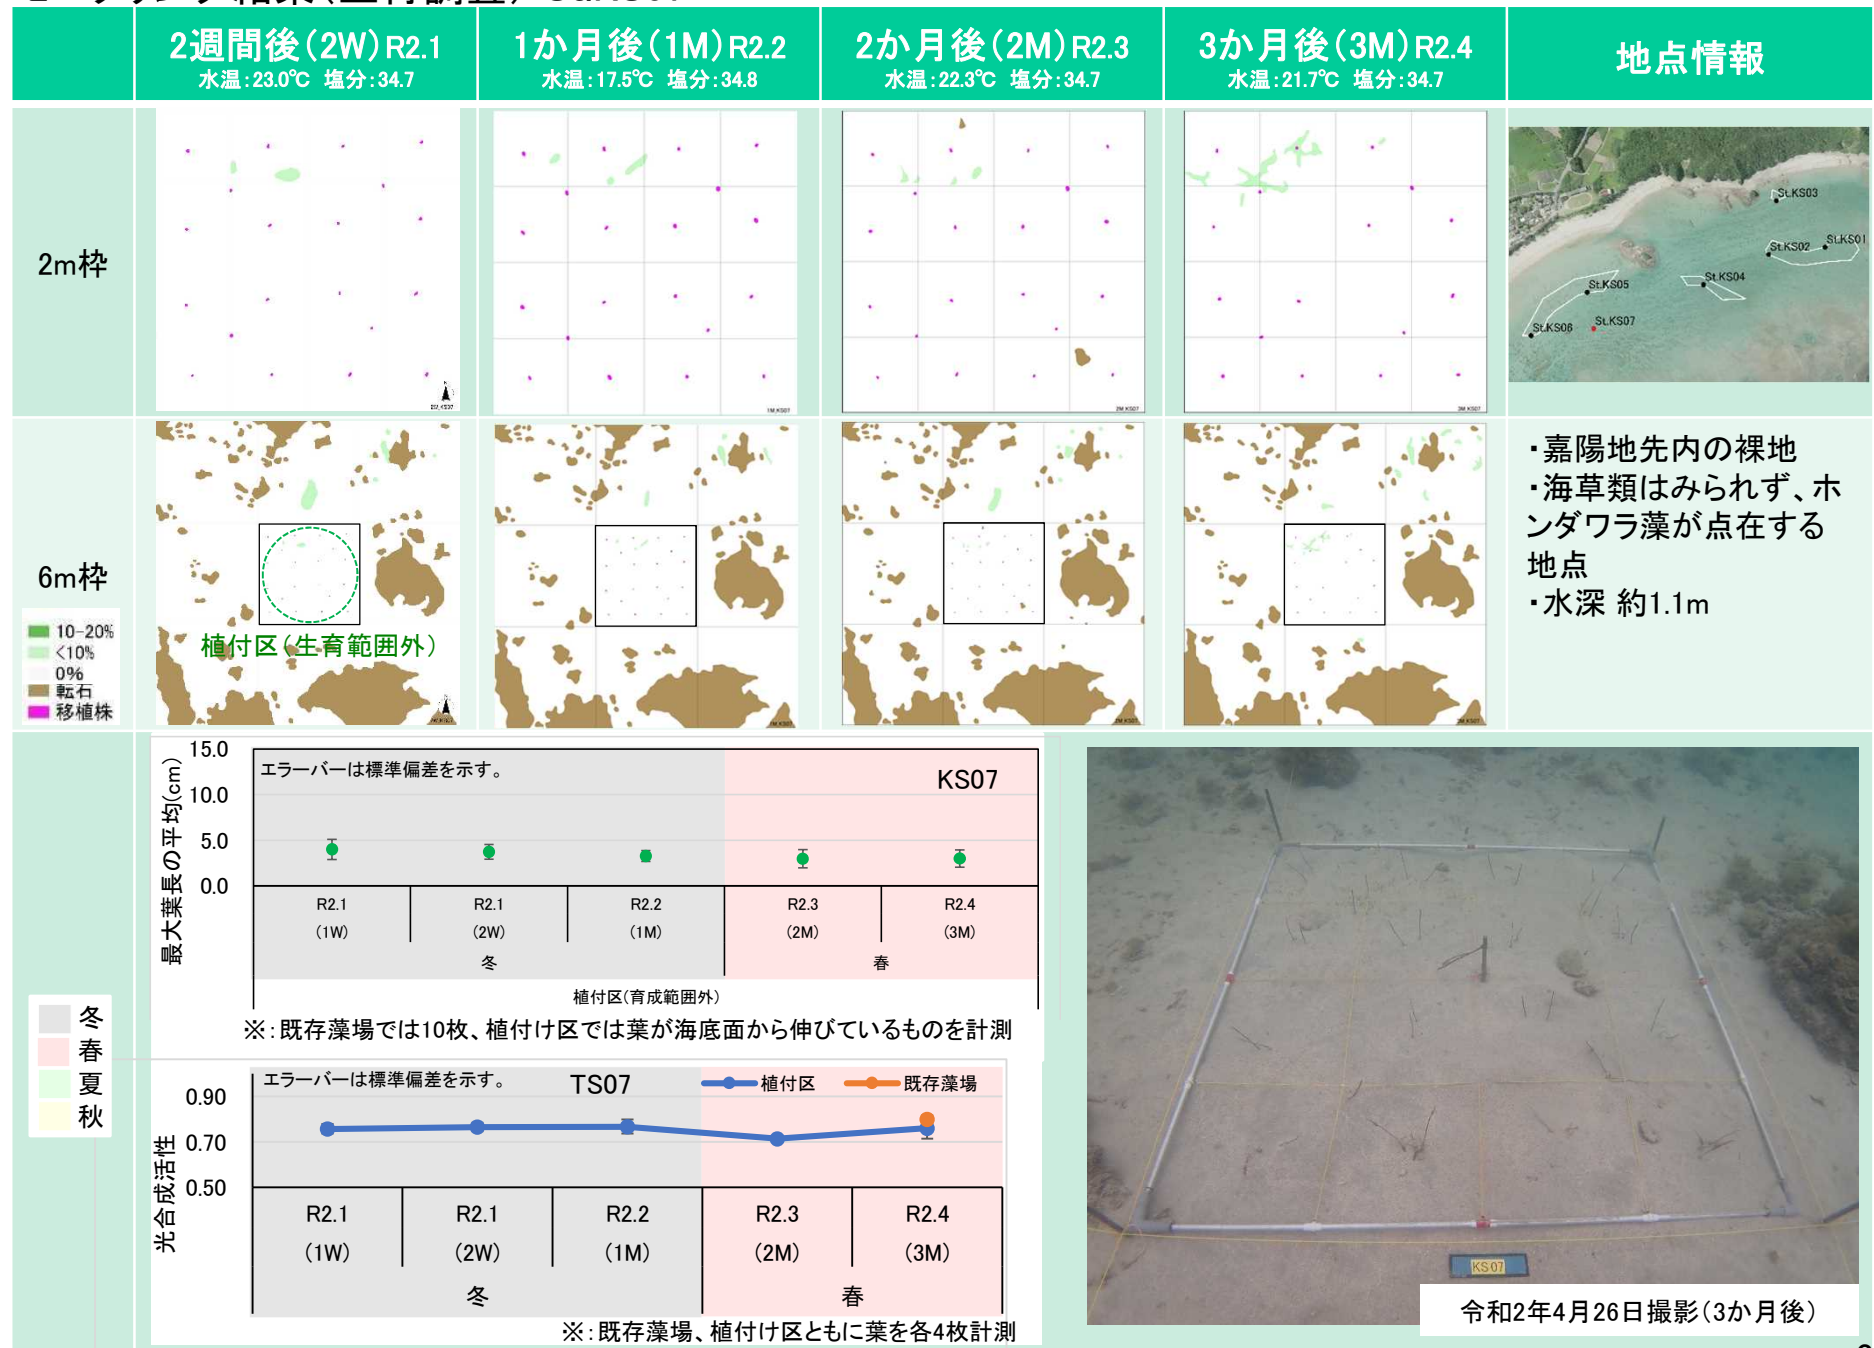 2週間後(2W)R2.1
水温:23.0℃ 塩分:34.7
1か月後(1M)R2.2
水温:17.5℃ 塩分:34.8
2か月後(2M)R2.3
水温:22.3℃ 塩分:34.7
3か月後(3M)R2.4
水温:21.7℃ 塩分:34.7
地点情報
2m枠
1M_KS07
2M_KS07
3M_KS07
St.KS03
St.KS02
St.KS01
St.KS04
St.KS05
St.KS06
St.KS07
6m枠
10-20%
<10%
0%
転石
移植株
植付区(生育範囲外)
・嘉陽地先内の裸地
・海草類はみられず、ホ
ンダワラ藻が点在する
地点
・水深 約1.1m
最大葉長の平均(cm)
15.0
10.0
5.0
0.0
エラーバーは標準偏差を示す。
KS07
R2.1
R2.1
R2.2
R2.3
R2.4
(1W)
(2W)
(1M)
(2M)
(3M)
冬
春
植付区(育成範囲外)
※:既存藻場では10枚、植付け区では葉が海底面から伸びているものを計測
冬
春
夏
秋
光合成活性
0.90
0.70
0.50
エラーバーは標準偏差を示す。
TS07
植付区
既存藻場
R2.1
R2.1
R2.2
R2.3
R2.4
(1W)
(2W)
(1M)
(2M)
(3M)
冬
春
※:既存藻場、植付け区ともに葉を各4枚計測
KS07
令和2年4月26日撮影(3か月後)